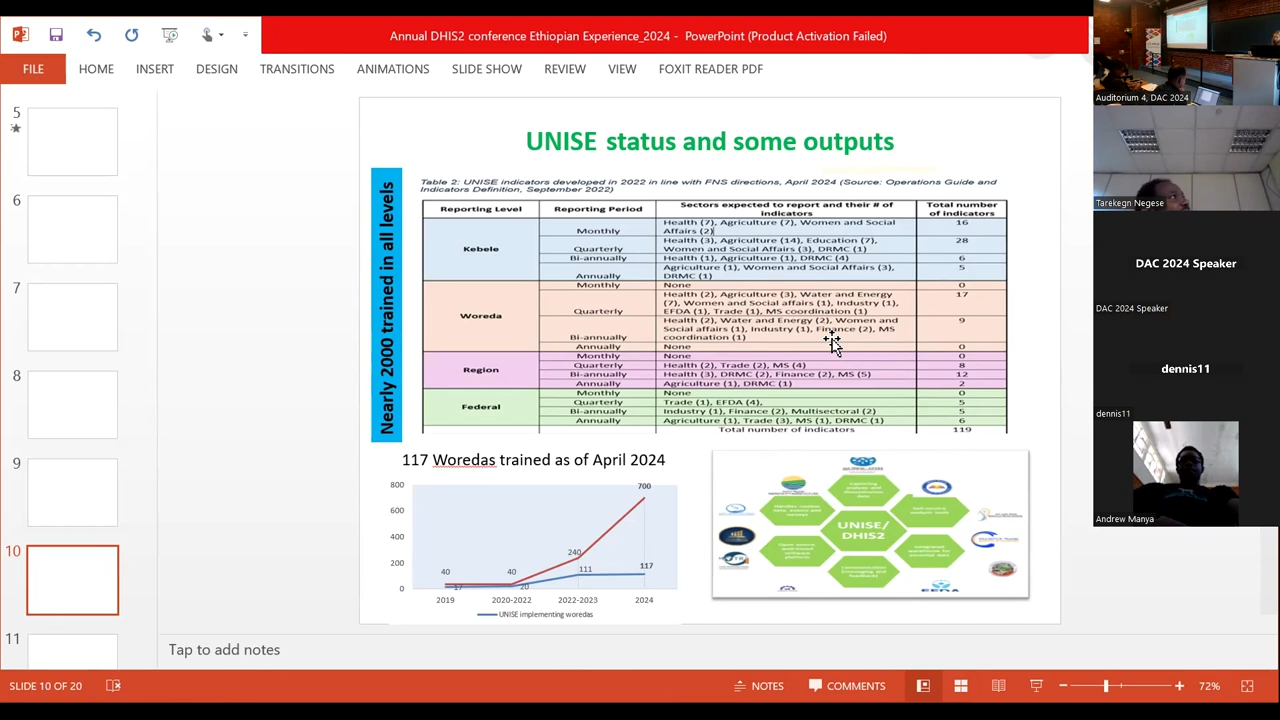 Annual DHIS2 conference Ethiopian Experience_2024 - PowerPoint (Product Activation Failed)
FILE
HOME
INSERT
DESIGN
TRANSITIONS
ANIMATIONS
SLIDE SHOW
REVIEW
VIEW
FOXIT READER PDF
5
6
7
8
9
10
11
UNISE status and some outputs
Nearly 2000 trained in all levels
Table 2: UNISE indicators developed in 2022 in line with FNS directions, April 2024 (Source: Operations Guide and
Indicators Definition, September 2022)
Reporting Level Reporting Period Sectors expected to report and their # of indicators Total number of indicators
Kebele
Monthly Health (7), Agriculture (7), Women and Social Affairs (2) 16
Quarterly Health (3), Agriculture (14), Education (7), Women and Social Affairs (3), DRMC (1) 28
Bi-annually Health (1), Agriculture (1), DRMC (4) 6
Annually Agriculture (1), Women and Social Affairs (3), DRMC (1) 5
Woreda
Monthly None 0
Quarterly Health (2), Agriculture (3), Water and Energy (7), Women and Social affairs (1), Industry (1), EFDA (1), Trade (1), MS coordination (1) 17
Bi-annually Health (2), Water and Energy (2), Women and Social affairs (1), Industry (1), Finance (2), MS coordination (1) 9
Annually None 0
Region
Monthly None 0
Quarterly Health (2), Trade (2), MS (4) 8
Bi-annually Health (3), DRMC (2), Finance (2), MS (5) 12
Annually Agriculture (1), DRMC (1) 2
Federal
Monthly None 0
Quarterly Trade (1), EFDA (4), 5
Bi-annually Industry (1), Finance (2), Multisectoral (2) 5
Annually Agriculture (1), Trade (3), MS (1), DRMC (1) 6
Total number of indicators 119
117 Woredas trained as of April 2024
800
600
400
200
0
40
17
40
20
240
111
700
117
2019
2020-2022
2022-2023
2024
UNISE implementing woredas
UNISE/
DHIS2
Tap to add notes
SLIDE 10 OF 20
NOTES
COMMENTS
72%
Auditorium 4, DAC 2024
Tarekegn Negese
DAC 2024 Speaker
DAC 2024 Speaker
dennis11
dennis11
Andrew Manya